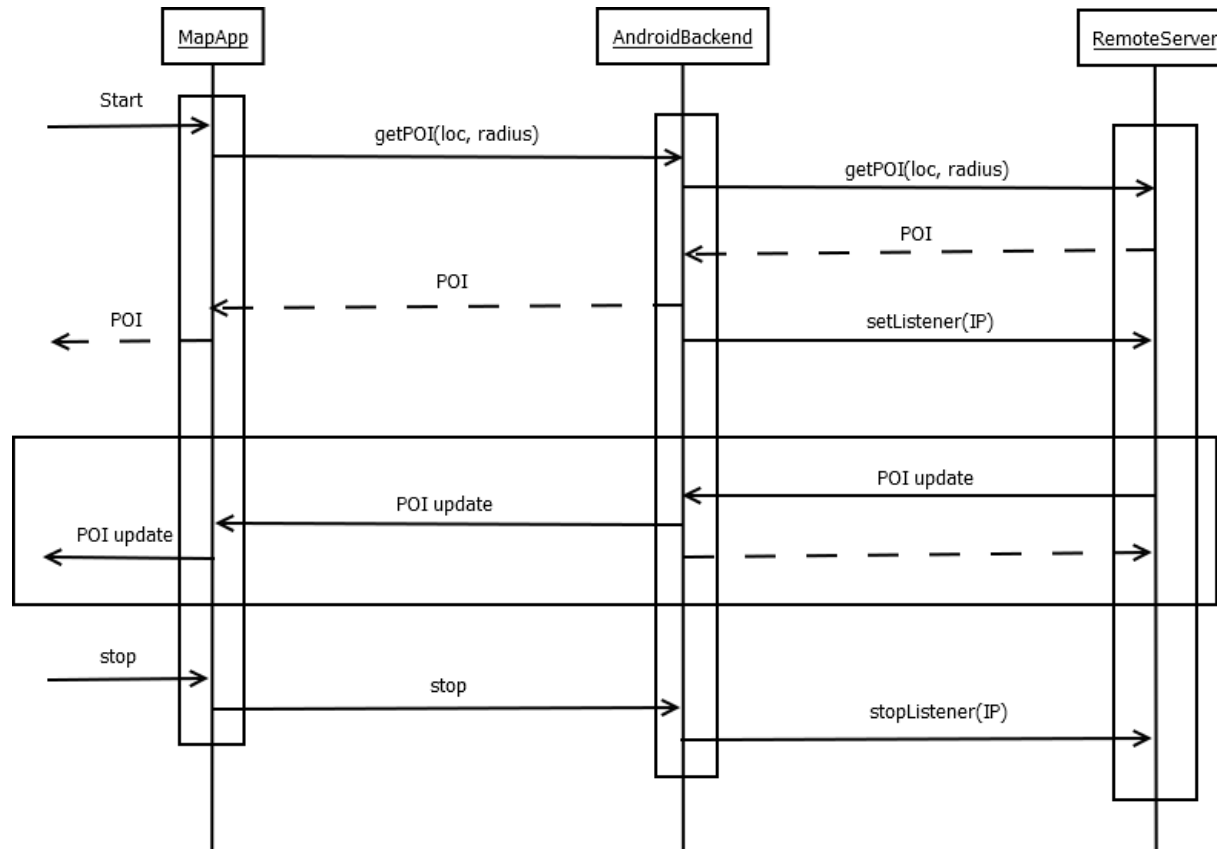 MapApp
AndroidBackend
RemoteServer
Start
getPOI(loc, radius)
getPOI(loc, radius)
POI
POI
POI
setListener(IP)
POI update
POI update
POI update
stop
stop
stopListener(IP)